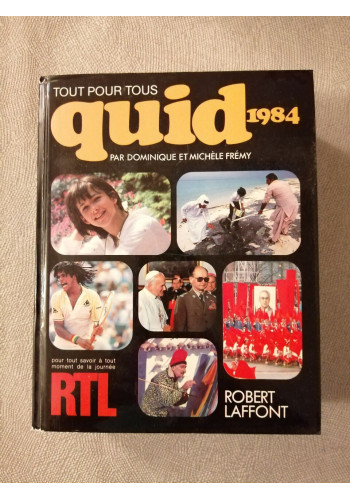 TOUT POUR TOUS
quid 1984
PAR DOMINIQUE ET MICHÈLE FRÉMY
pour tout savoir à tout
moment de la journée
RTL
ROBERT
LAFFONT